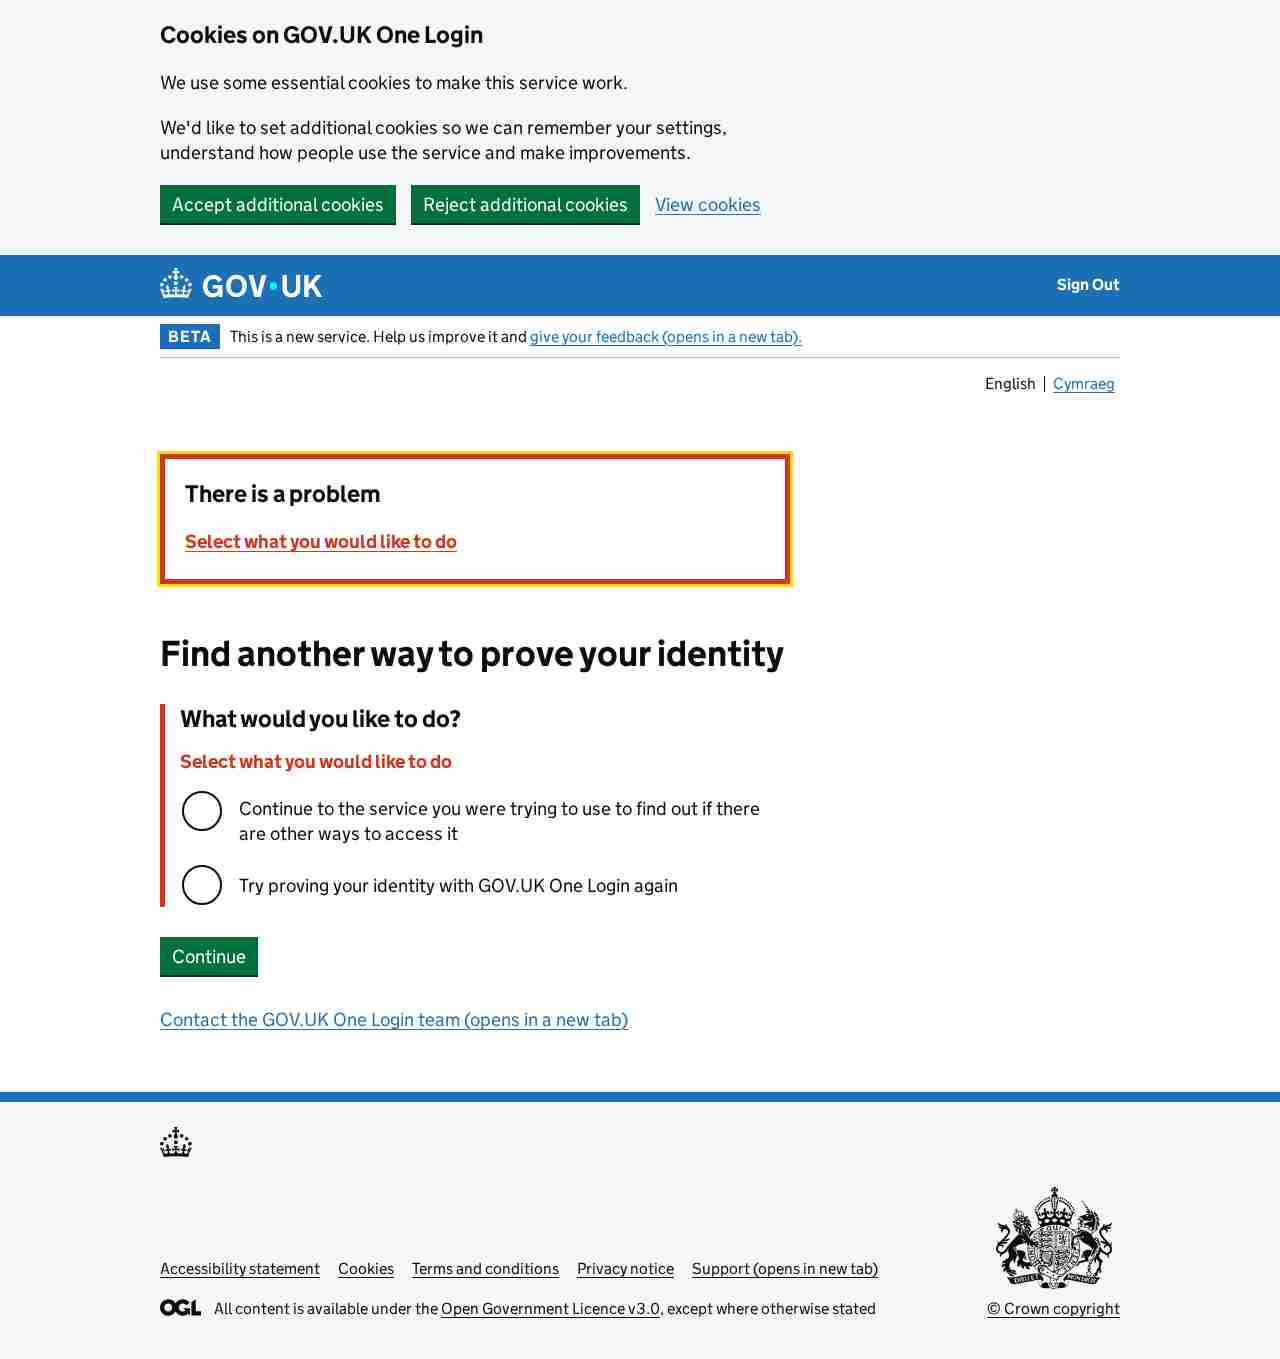 Cookies on GOV.UK One Login
We use some essential cookies to make this service work.
We'd like to set additional cookies so we can remember your settings,
understand how people use the service and make improvements.
Accept additional cookies
Reject additional cookies
View cookies
GOV·UK
Sign Out
BETA
This is a new service. Help us improve it and give your feedback (opens in a new tab).
English
Cymraeg
There is a problem
Select what you would like to do
Find another way to prove your identity
What would you like to do?
Select what you would like to do
Continue to the service you were trying to use to find out if there
are other ways to access it
Try proving your identity with GOV.UK One Login again
Continue
Contact the GOV.UK One Login team (opens in a new tab)
Accessibility statement
Cookies
Terms and conditions
Privacy notice
Support (opens in new tab)
OGL
All content is available under the Open Government Licence v3.0, except where otherwise stated
© Crown copyright